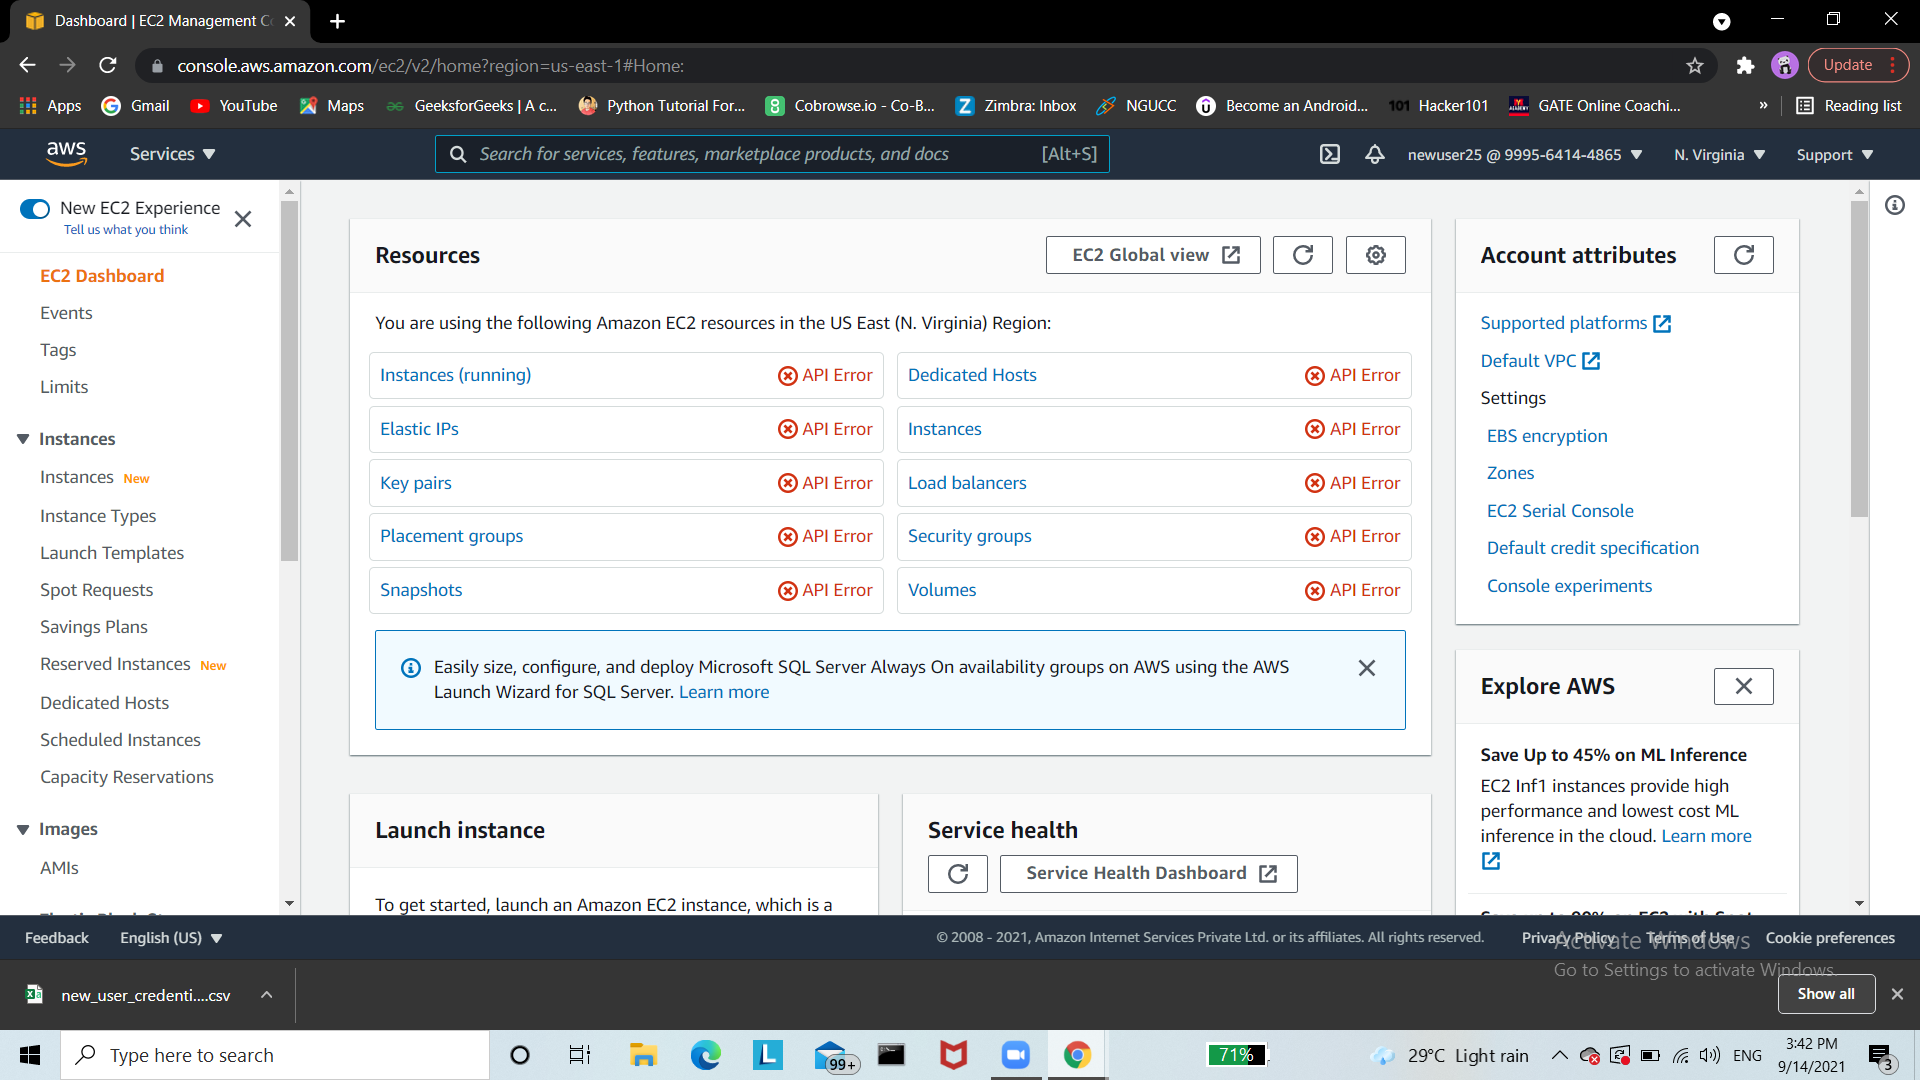 Dashboard | EC2 Management Co
console.aws.amazon.com/ec2/v2/home?region=us-east-1#Home:
Update
Apps
Gmail
YouTube
Maps
GeeksforGeeks | A c...
Python Tutorial For...
Cobrowse.io - Co-B...
Zimbra: Inbox
NGUCC
Become an Android...
101 Hacker101
GATE Online Coachi...
»
Reading list
aws
Services
Search for services, features, marketplace products, and docs
[Alt+S]
newuser25 @ 9995-6414-4865
N. Virginia
Support
New EC2 Experience
Tell us what you think
EC2 Dashboard
Events
Tags
Limits
Instances
Instances New
Instance Types
Launch Templates
Spot Requests
Savings Plans
Reserved Instances New
Dedicated Hosts
Scheduled Instances
Capacity Reservations
Images
AMIs
Resources
EC2 Global view
You are using the following Amazon EC2 resources in the US East (N. Virginia) Region:
Instances (running) API Error
Dedicated Hosts API Error
Elastic IPs API Error
Instances API Error
Key pairs API Error
Load balancers API Error
Placement groups API Error
Security groups API Error
Snapshots API Error
Volumes API Error
Easily size, configure, and deploy Microsoft SQL Server Always On availability groups on AWS using the AWS
Launch Wizard for SQL Server. Learn more
Launch instance
To get started, launch an Amazon EC2 instance, which is a
Service health
Service Health Dashboard
Account attributes
Supported platforms
Default VPC
Settings
EBS encryption
Zones
EC2 Serial Console
Default credit specification
Console experiments
Explore AWS
Save Up to 45% on ML Inference
EC2 Inf1 instances provide high
performance and lowest cost ML
inference in the cloud. Learn more
Feedback
English (US)
© 2008 - 2021, Amazon Internet Services Private Ltd. or its affiliates. All rights reserved.
Privacy Policy
Terms of Use
Cookie preferences
Activate Windows
Go to Settings to activate Windows.
new_user_credenti....csv
Show all
Type here to search
99+
71%
29°C Light rain
ENG
3:42 PM
9/14/2021
3